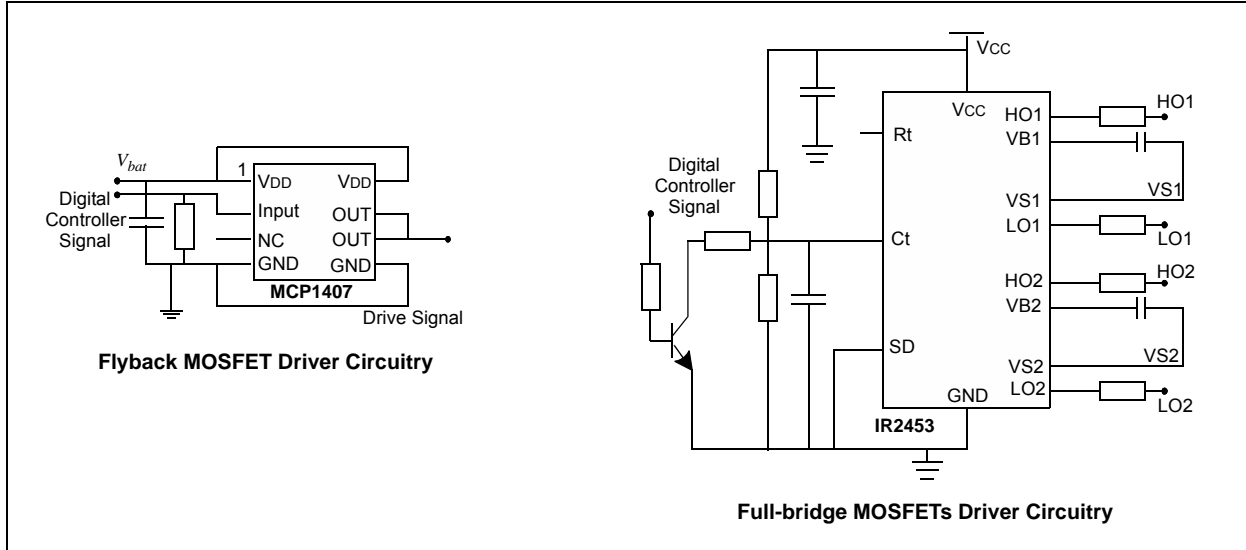 V_bat
Digital
Controller
Signal
1
VDD
VDD
Input
OUT
NC
OUT
GND
GND
MCP1407
Drive Signal
Flyback MOSFET Driver Circuitry
VCC
VCC
Rt
Digital
Controller
Signal
Ct
SD
GND
IR2453
HO1
VB1
VS1
LO1
HO2
VB2
VS2
LO2
HO1
VS1
LO1
HO2
VS2
LO2
Full-bridge MOSFETs Driver Circuitry